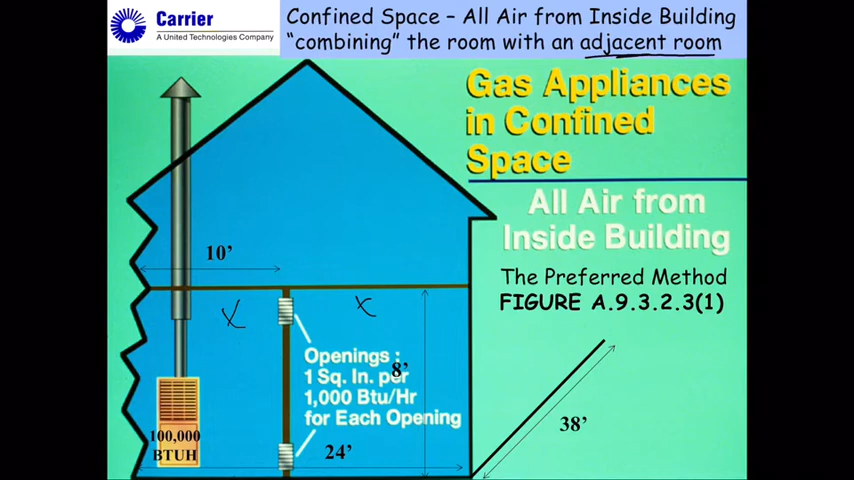 Carrier
A United Technologies Company
Confined Space – All Air from Inside Building
“combining” the room with an adjacent room
Gas Appliances
in Confined
Space
All Air from
Inside Building
The Preferred Method
FIGURE A.9.3.2.3(1)
10’
x
x
Openings :
1 Sq. In. per
1,000 Btu/Hr
for Each Opening
8’
100,000
BTUH
24’
38’